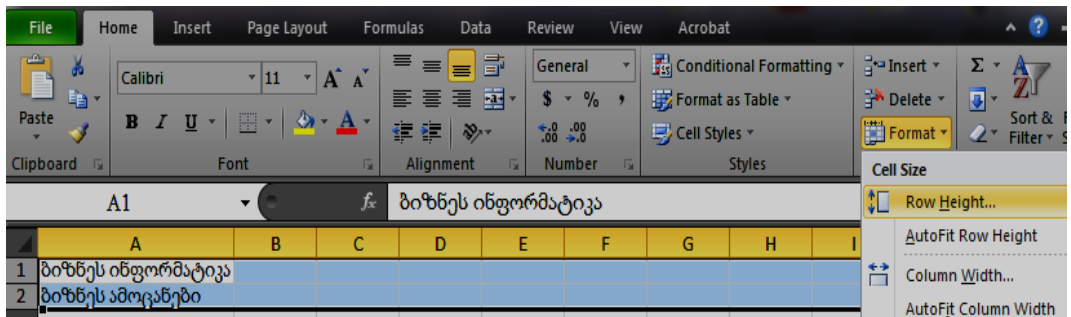 File Home Insert Page Layout Formulas Data Review View Acrobat
Calibri 11 A A General Conditional Formatting Insert Σ
Paste B I U A $ % , Format as Table Delete Sort &
Cell Styles Format Filter
Clipboard Font Alignment Number Styles Cell Size
A1 fx ბიზნეს ინფორმატიკა Row Height...
A B C D E F G H I AutoFit Row Height
1 ბიზნეს ინფორმატიკა Column Width...
2 ბიზნეს ამოცანები AutoFit Column Width